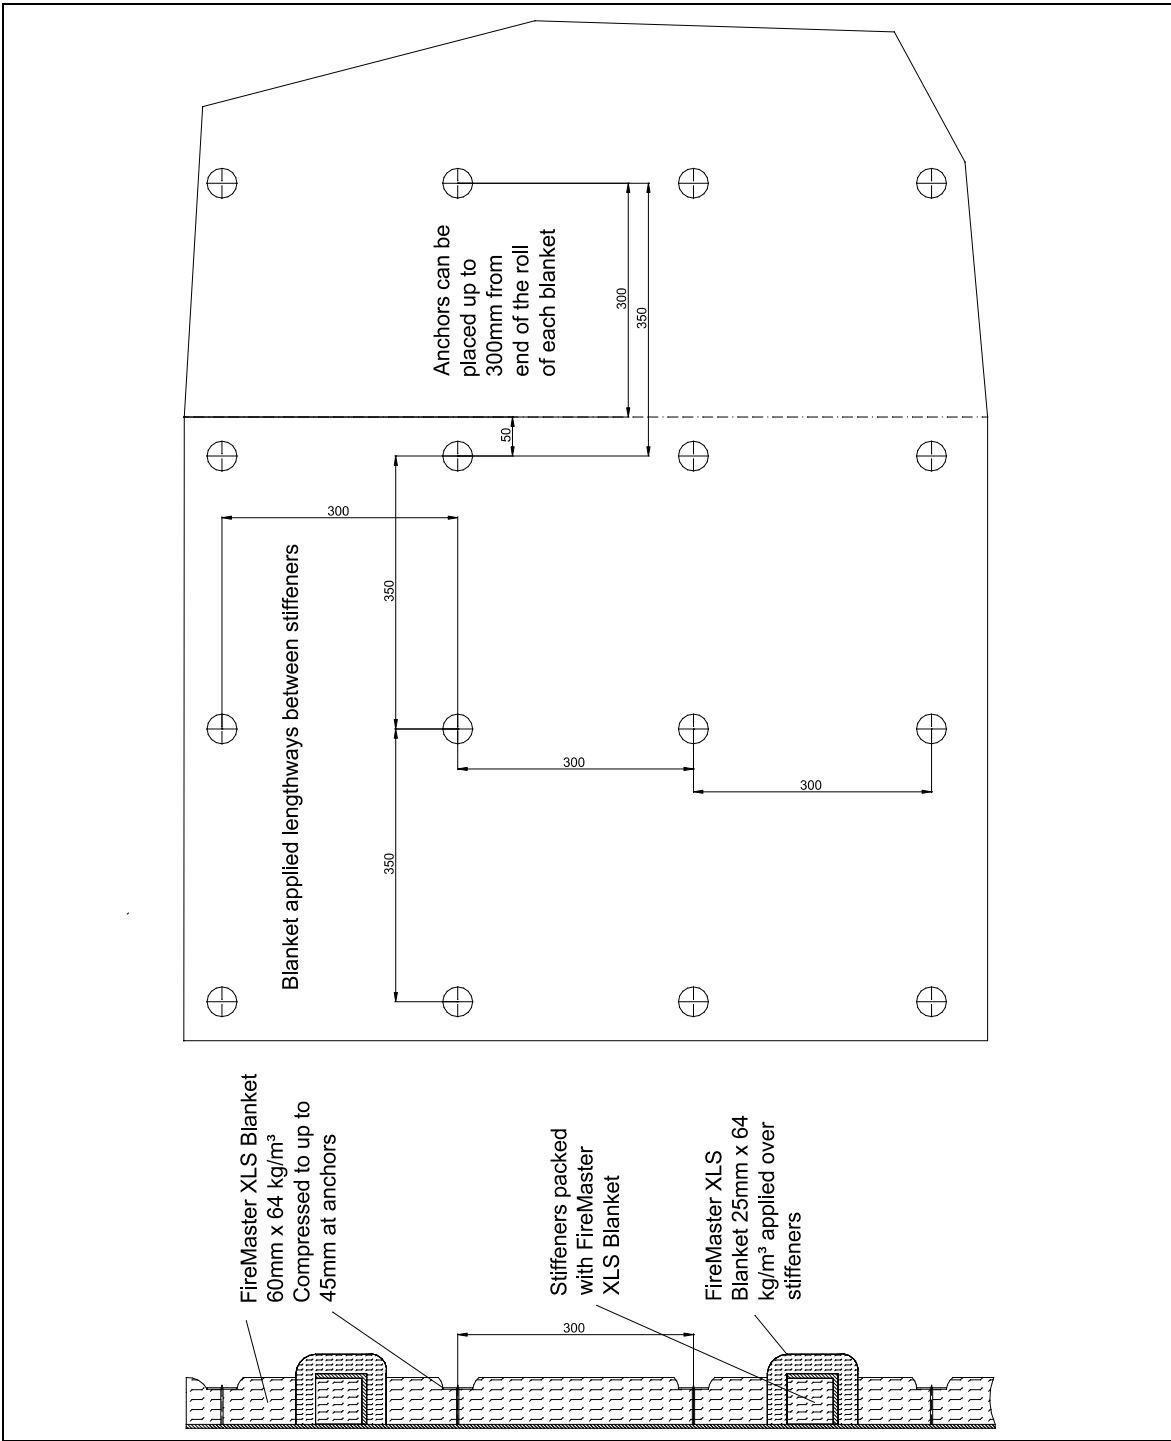 Anchors can be
placed up to
300mm from
end of the roll
of each blanket
300
350
50
300
350
Blanket applied lengthways between stiffeners
300
300
350
FireMaster XLS Blanket
60mm x 64 kg/m³
Compressed to up to
45mm at anchors
Stiffeners packed
with FireMaster
XLS Blanket
FireMaster XLS
Blanket 25mm x 64
kg/m³ applied over
stiffeners
300